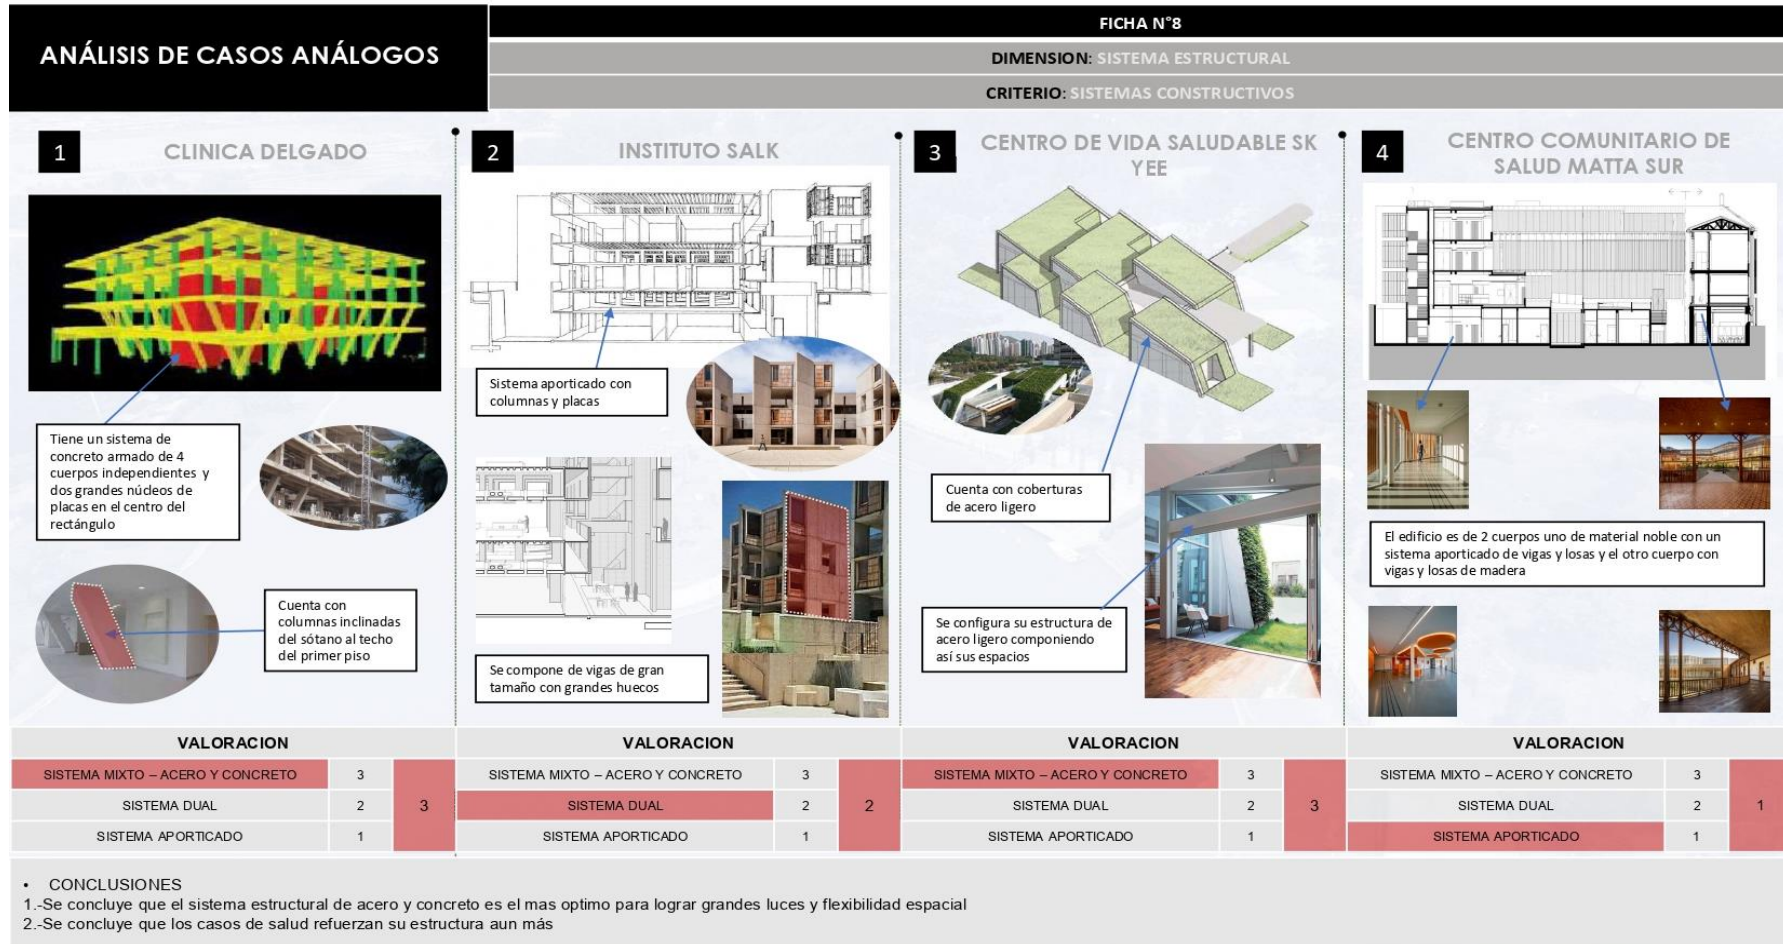 ANÁLISIS DE CASOS ANÁLOGOS
FICHA N°8
DIMENSION: SISTEMA ESTRUCTURAL
CRITERIO: SISTEMAS CONSTRUCTIVOS
1
CLINICA DELGADO
Tiene un sistema de
concreto armado de 4
cuerpos independientes y
dos grandes núcleos de
placas en el centro del
rectángulo
Cuenta con
columnas inclinadas
del sótano al techo
del primer piso
2
INSTITUTO SALK
Sistema aporticado con
columnas y placas
Se compone de vigas de gran
tamaño con grandes huecos
3
CENTRO DE VIDA SALUDABLE SK
YEE
Cuenta con coberturas
de acero ligero
Se configura su estructura de
acero ligero componiendo
así sus espacios
4
CENTRO COMUNITARIO DE
SALUD MATTA SUR
El edificio es de 2 cuerpos uno de material noble con un
sistema aporticado de vigas y losas y el otro cuerpo con
vigas y losas de madera
VALORACION
SISTEMA MIXTO – ACERO Y CONCRETO 3
SISTEMA DUAL 2 3
SISTEMA APORTICADO 1
VALORACION
SISTEMA MIXTO – ACERO Y CONCRETO 3
SISTEMA DUAL 2 2
SISTEMA APORTICADO 1
VALORACION
SISTEMA MIXTO – ACERO Y CONCRETO 3
SISTEMA DUAL 2 3
SISTEMA APORTICADO 1
VALORACION
SISTEMA MIXTO – ACERO Y CONCRETO 3
SISTEMA DUAL 2 1
SISTEMA APORTICADO 1
• CONCLUSIONES
1.-Se concluye que el sistema estructural de acero y concreto es el mas optimo para lograr grandes luces y flexibilidad espacial
2.-Se concluye que los casos de salud refuerzan su estructura aun más